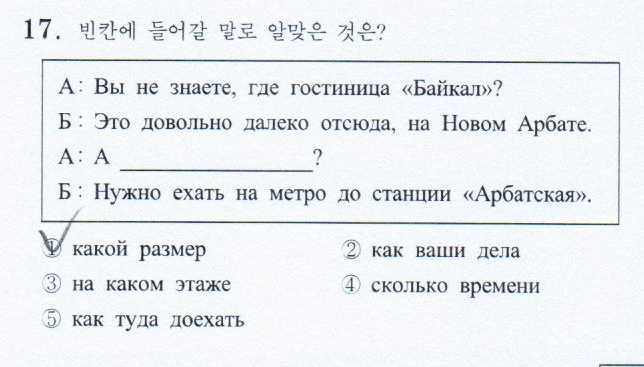 17. 빈칸에 들어갈 말로 알맞은 것은?
А: Вы не знаете, где гостиница «Байкал»?
Б: Это довольно далеко отсюда, на Новом Арбате.
А: А ____________________?
Б: Нужно ехать на метро до станции «Арбатская».
① какой размер ② как ваши дела
③ на каком этаже ④ сколько времени
⑤ как туда доехать